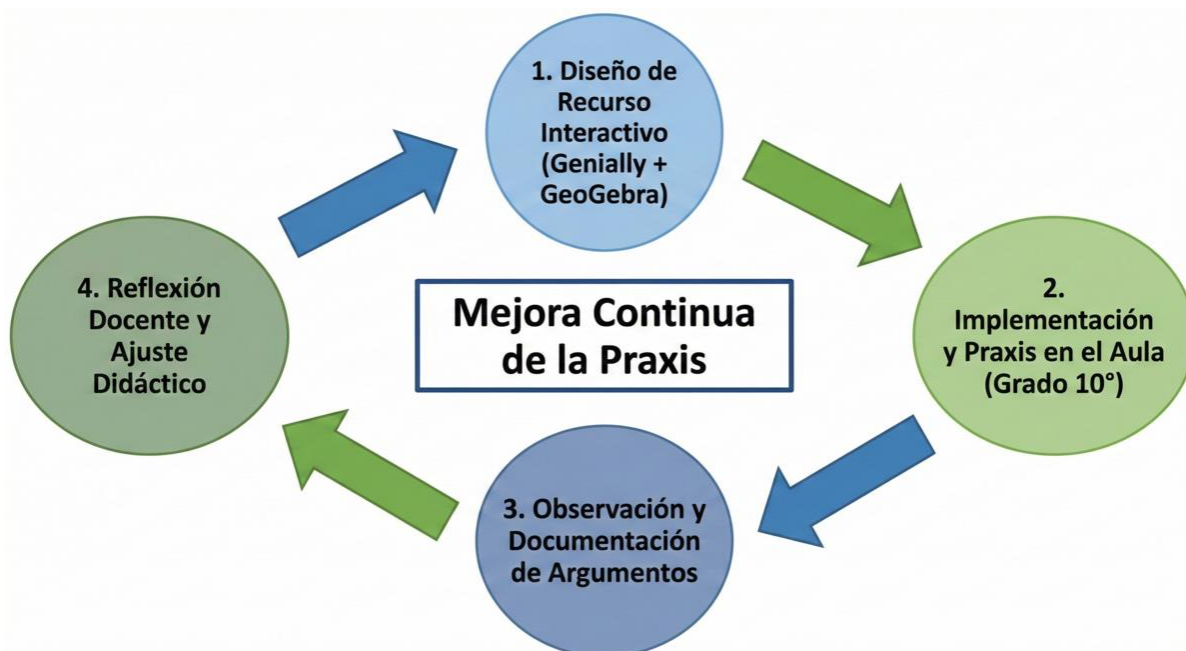 1. Diseño de
Recurso
Interactivo
(Genially +
GeoGebra)
2.
Implementación
y Praxis en el Aula
(Grado 10°)
3. Observación y
Documentación
de Argumentos
4. Reflexión
Docente y
Ajuste
Didáctico
Mejora Continua
de la Praxis